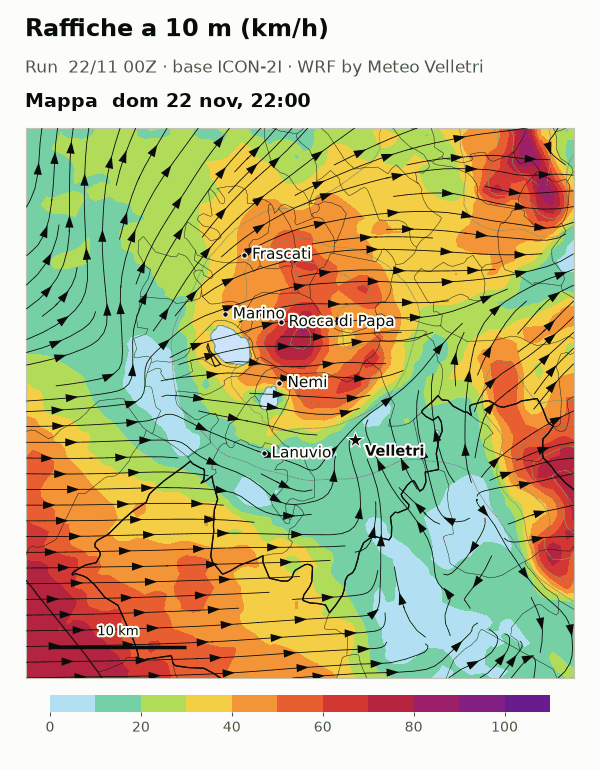 Raffiche a 10 m (km/h)
Run  22/11 00Z · base ICON-2I · WRF by Meteo Velletri
Mappa  dom 22 nov, 22:00
Frascati
Marino
Rocca di Papa
Nemi
Velletri
Lanuvio
10 km
0 20 40 60 80 100